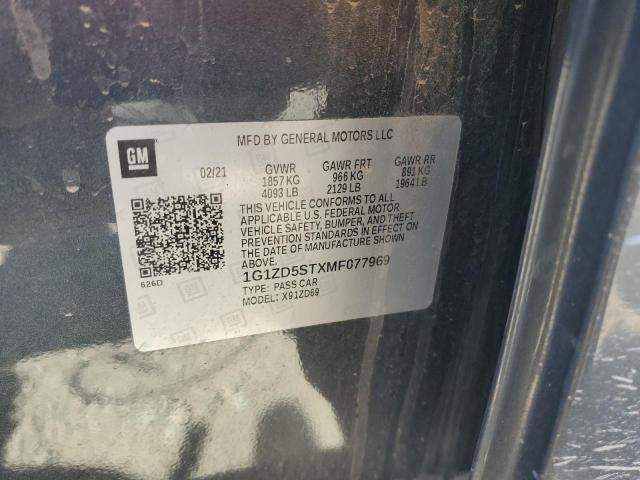 MFD BY GENERAL MOTORS LLC
GM
02/21 GVWR GAWR FRT GAWR RR
1857 KG 966 KG 891 KG
4093 LB 2129 LB 1964 LB
THIS VEHICLE CONFORMS TO ALL
APPLICABLE U.S. FEDERAL MOTOR
VEHICLE SAFETY, BUMPER, AND THEFT
PREVENTION STANDARDS IN EFFECT ON
THE DATE OF MANUFACTURE SHOWN
ABOVE.
1G1ZD5STXMF077969
626D
TYPE: PASS CAR
MODEL: X91ZD69